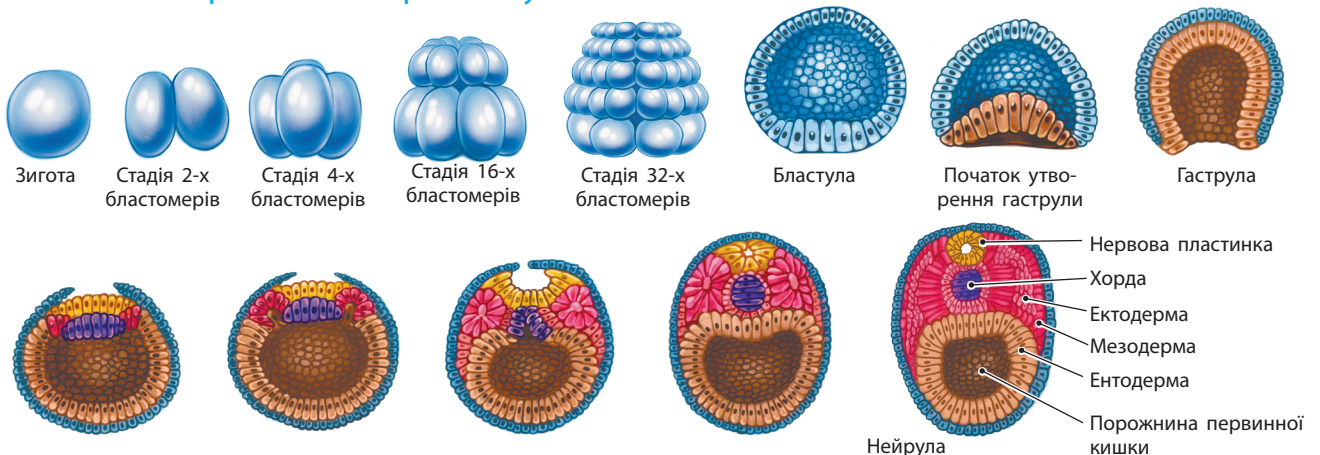 Зигота
Стадія 2-х
бластомерів
Стадія 4-х
бластомерів
Стадія 16-х
бластомерів
Стадія 32-х
бластомерів
Бластула
Початок утво-
рення гаструли
Гаструла
Нервова пластинка
Хорда
Ектодерма
Мезодерма
Ентодерма
Порожнина первинної
кишки
Нейрула